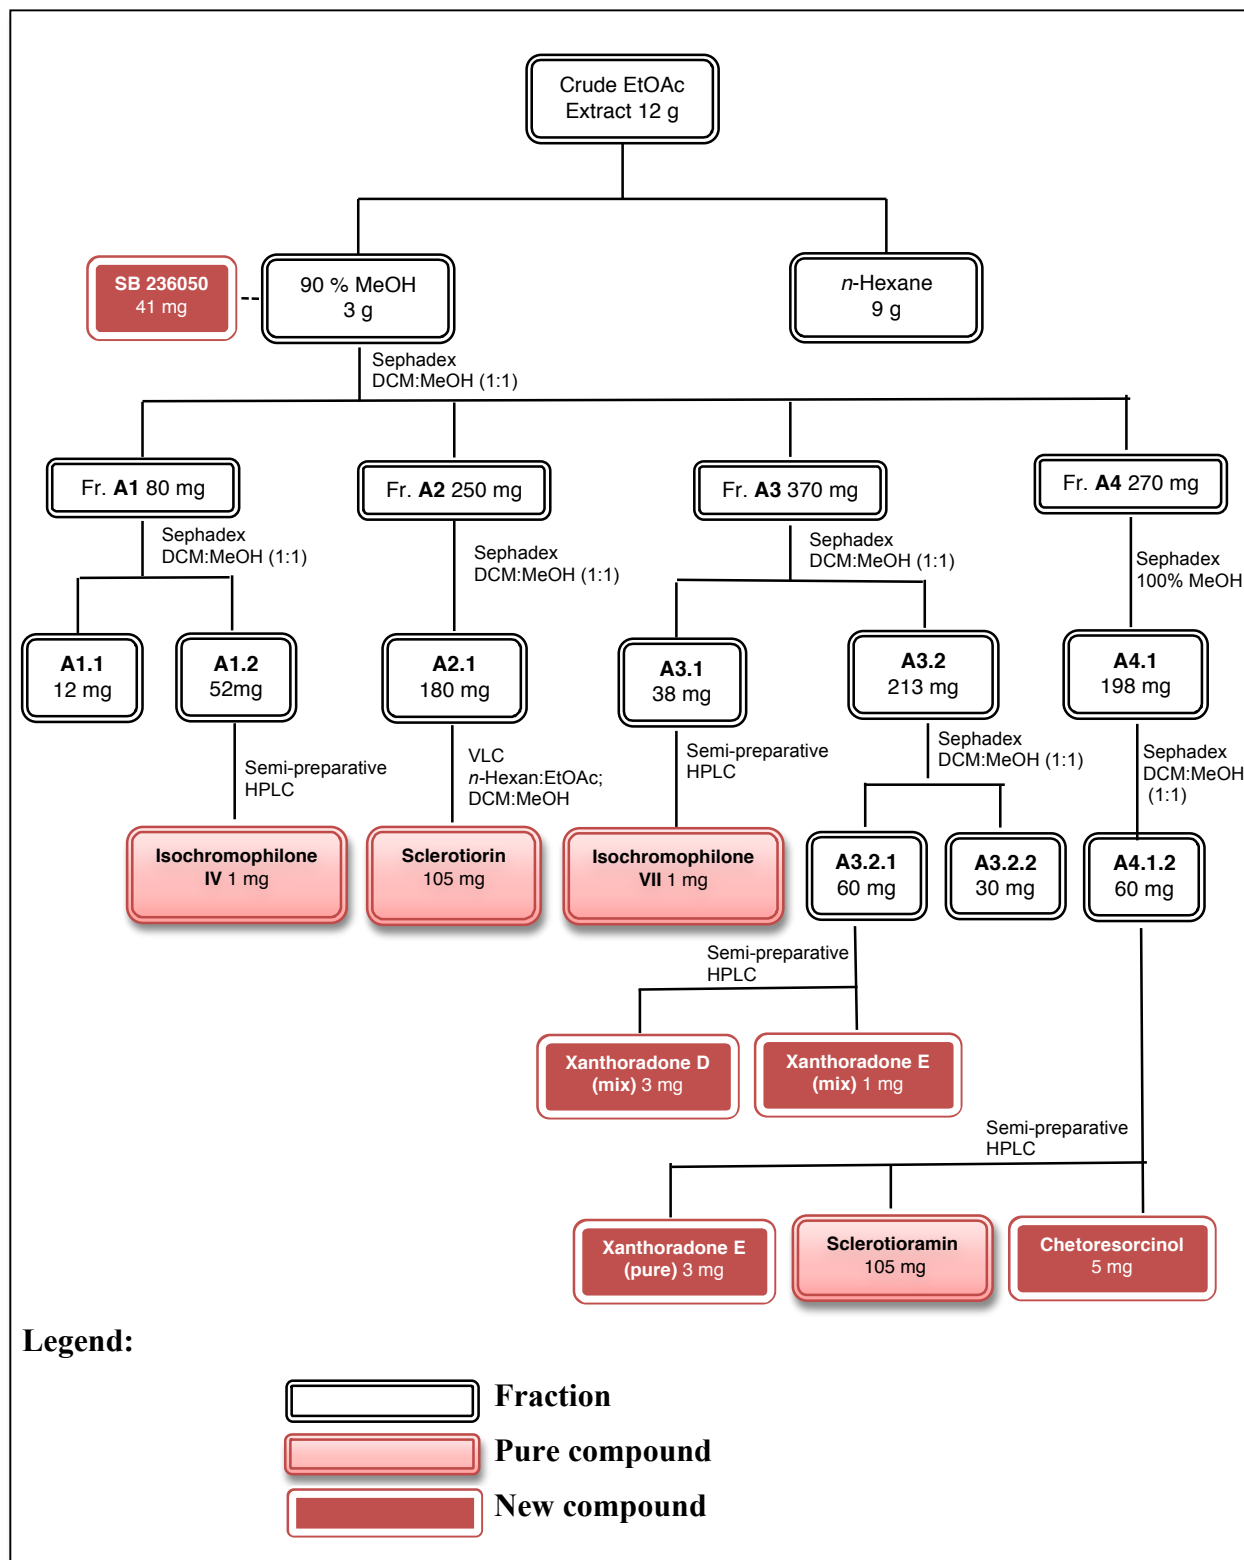 Crude EtOAc
Extract 12 g
SB 236050
41 mg
90 % MeOH
3 g
n-Hexane
9 g
Sephadex
DCM:MeOH (1:1)
Fr. A1 80 mg
Fr. A2 250 mg
Fr. A3 370 mg
Fr. A4 270 mg
Sephadex
DCM:MeOH (1:1)
Sephadex
DCM:MeOH (1:1)
Sephadex
DCM:MeOH (1:1)
Sephadex
100% MeOH
A1.1
12 mg
A1.2
52mg
A2.1
180 mg
A3.1
38 mg
A3.2
213 mg
A4.1
198 mg
Semi-preparative
HPLC
VLC
n-Hexan:EtOAc;
DCM:MeOH
Semi-preparative
HPLC
Sephadex
DCM:MeOH (1:1)
Sephadex
DCM:MeOH
(1:1)
Isochromophilone
IV 1 mg
Sclerotiorin
105 mg
Isochromophilone
VII 1 mg
A3.2.1
60 mg
A3.2.2
30 mg
A4.1.2
60 mg
Semi-preparative
HPLC
Xanthoradone D
(mix) 3 mg
Xanthoradone E
(mix) 1 mg
Semi-preparative
HPLC
Xanthoradone E
(pure) 3 mg
Sclerotioramin
105 mg
Chetoresorcinol
5 mg
Legend:
Fraction
Pure compound
New compound